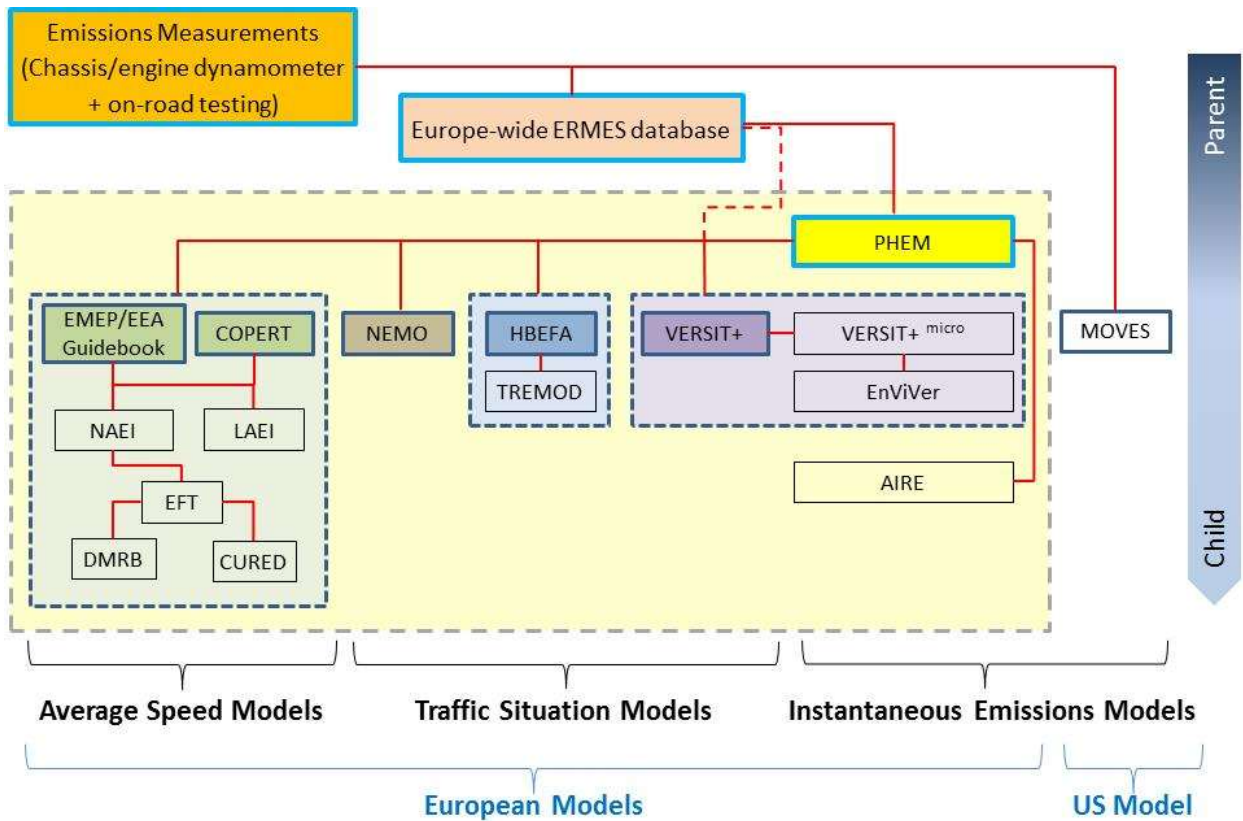 Emissions Measurements
(Chassis/engine dynamometer
+ on-road testing)
Europe-wide ERMES database
Parent
PHEM
EMEP/EEA
Guidebook
COPERT
NEMO
HBEFA
VERSIT+
VERSIT+ micro
MOVES
TREMOD
EnViVer
NAEI
LAEI
AIRE
EFT
DMRB
CURED
Child
Average Speed Models
Traffic Situation Models
Instantaneous Emissions Models
European Models
US Model